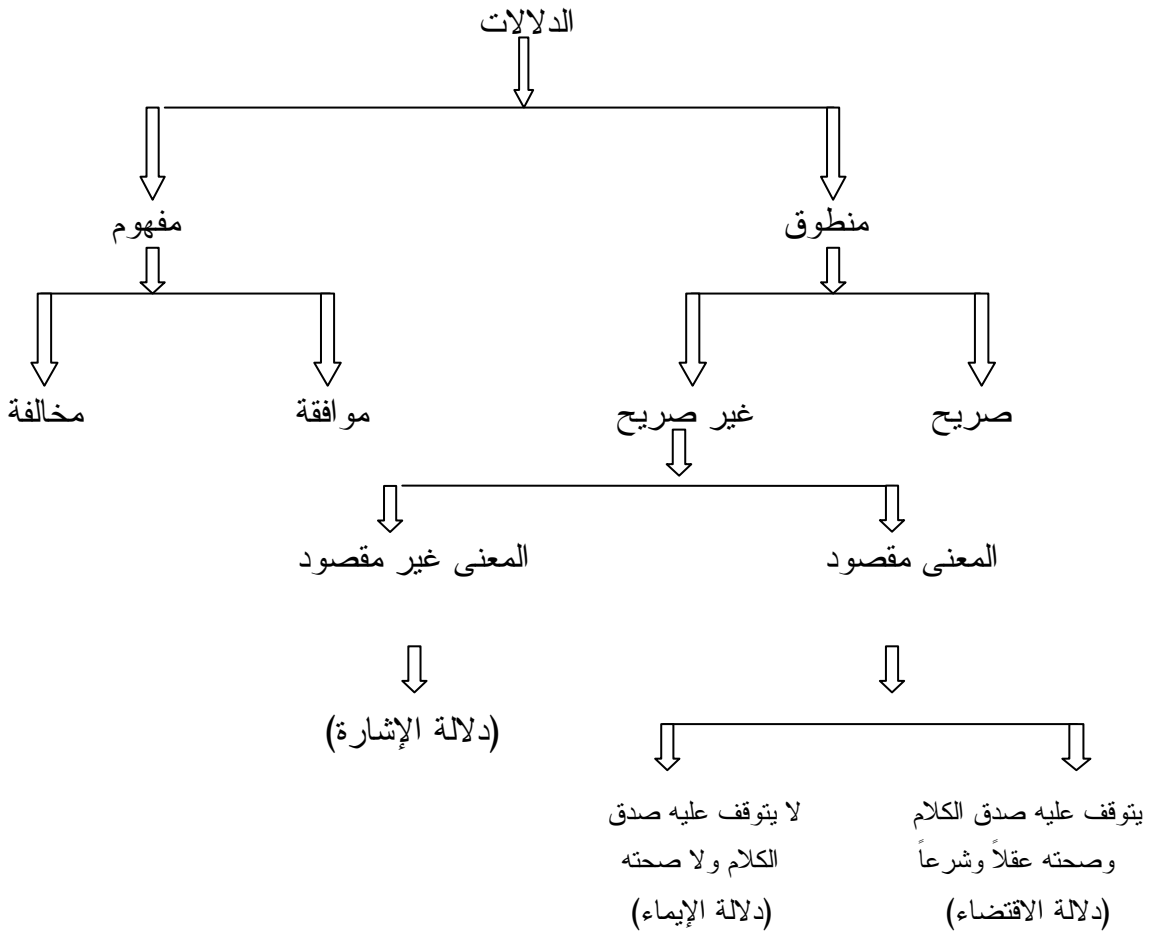 الدلالات
منطوق
مفهوم
صريح
غير صريح
موافقة
مخالفة
المعنى مقصود
المعنى غير مقصود
(دلالة الإشارة)
يتوقف عليه صدق الكلام
وصحته عقلاً وشرعاً
(دلالة الاقتضاء)
لا يتوقف عليه صدق
الكلام ولا صحته
(دلالة الإيماء)